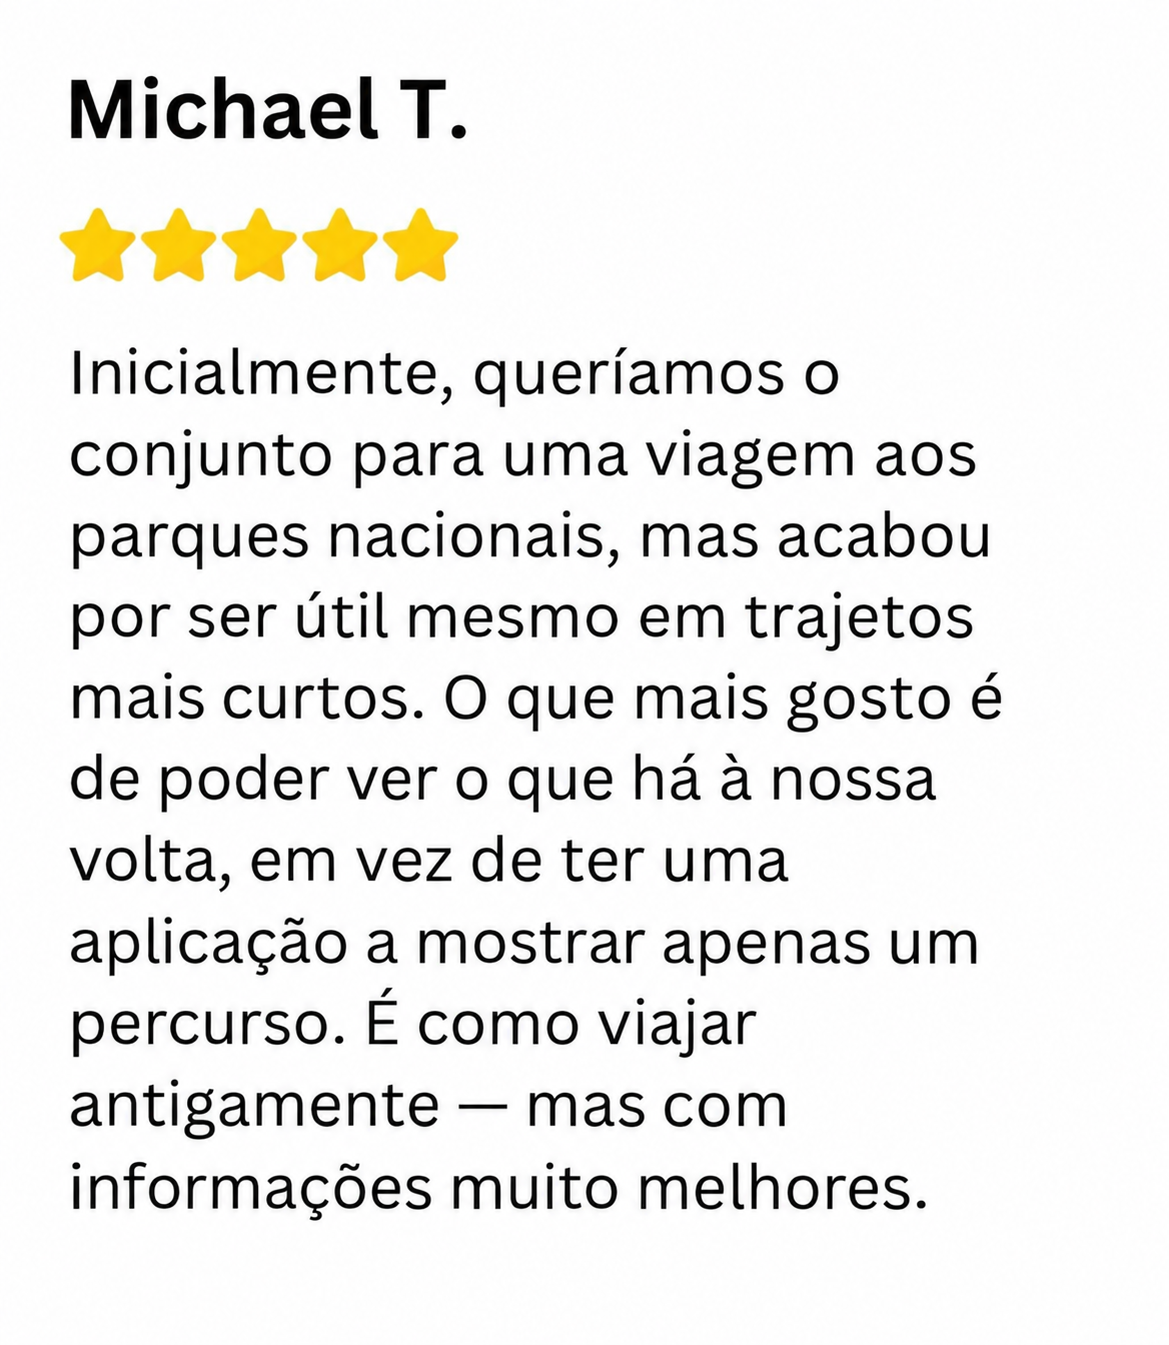 Michael T.
Inicialmente, queríamos o
conjunto para uma viagem aos
parques nacionais, mas acabou
por ser útil mesmo em trajetos
mais curtos. O que mais gosto é
de poder ver o que há à nossa
volta, em vez de ter uma
aplicação a mostrar apenas um
percurso. É como viajar
antigamente — mas com
informações muito melhores.